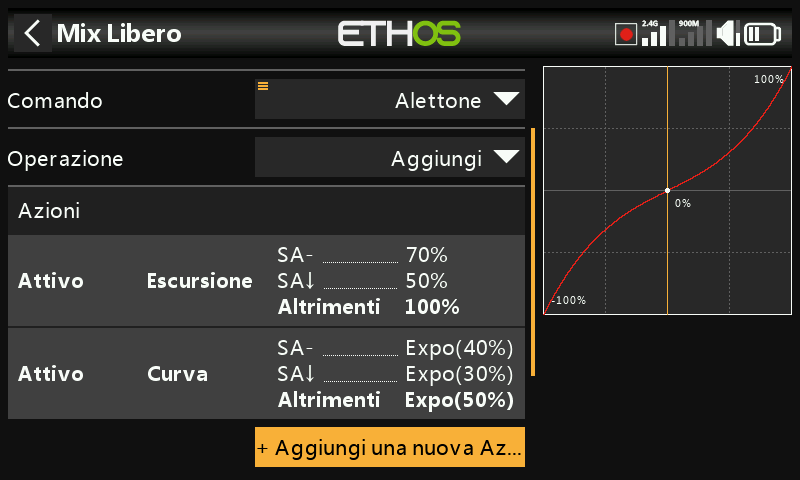 Mix Libero
ETHOS
2.4G
900M
Comando
Alettone
Operazione
Aggiungi
Azioni
Attivo Escursione
SA- 70%
SA↓ 50%
Altrimenti 100%
Attivo Curva
SA- Expo(40%)
SA↓ Expo(30%)
Altrimenti Expo(50%)
+ Aggiungi una nuova Az...
100%
0%
-100%